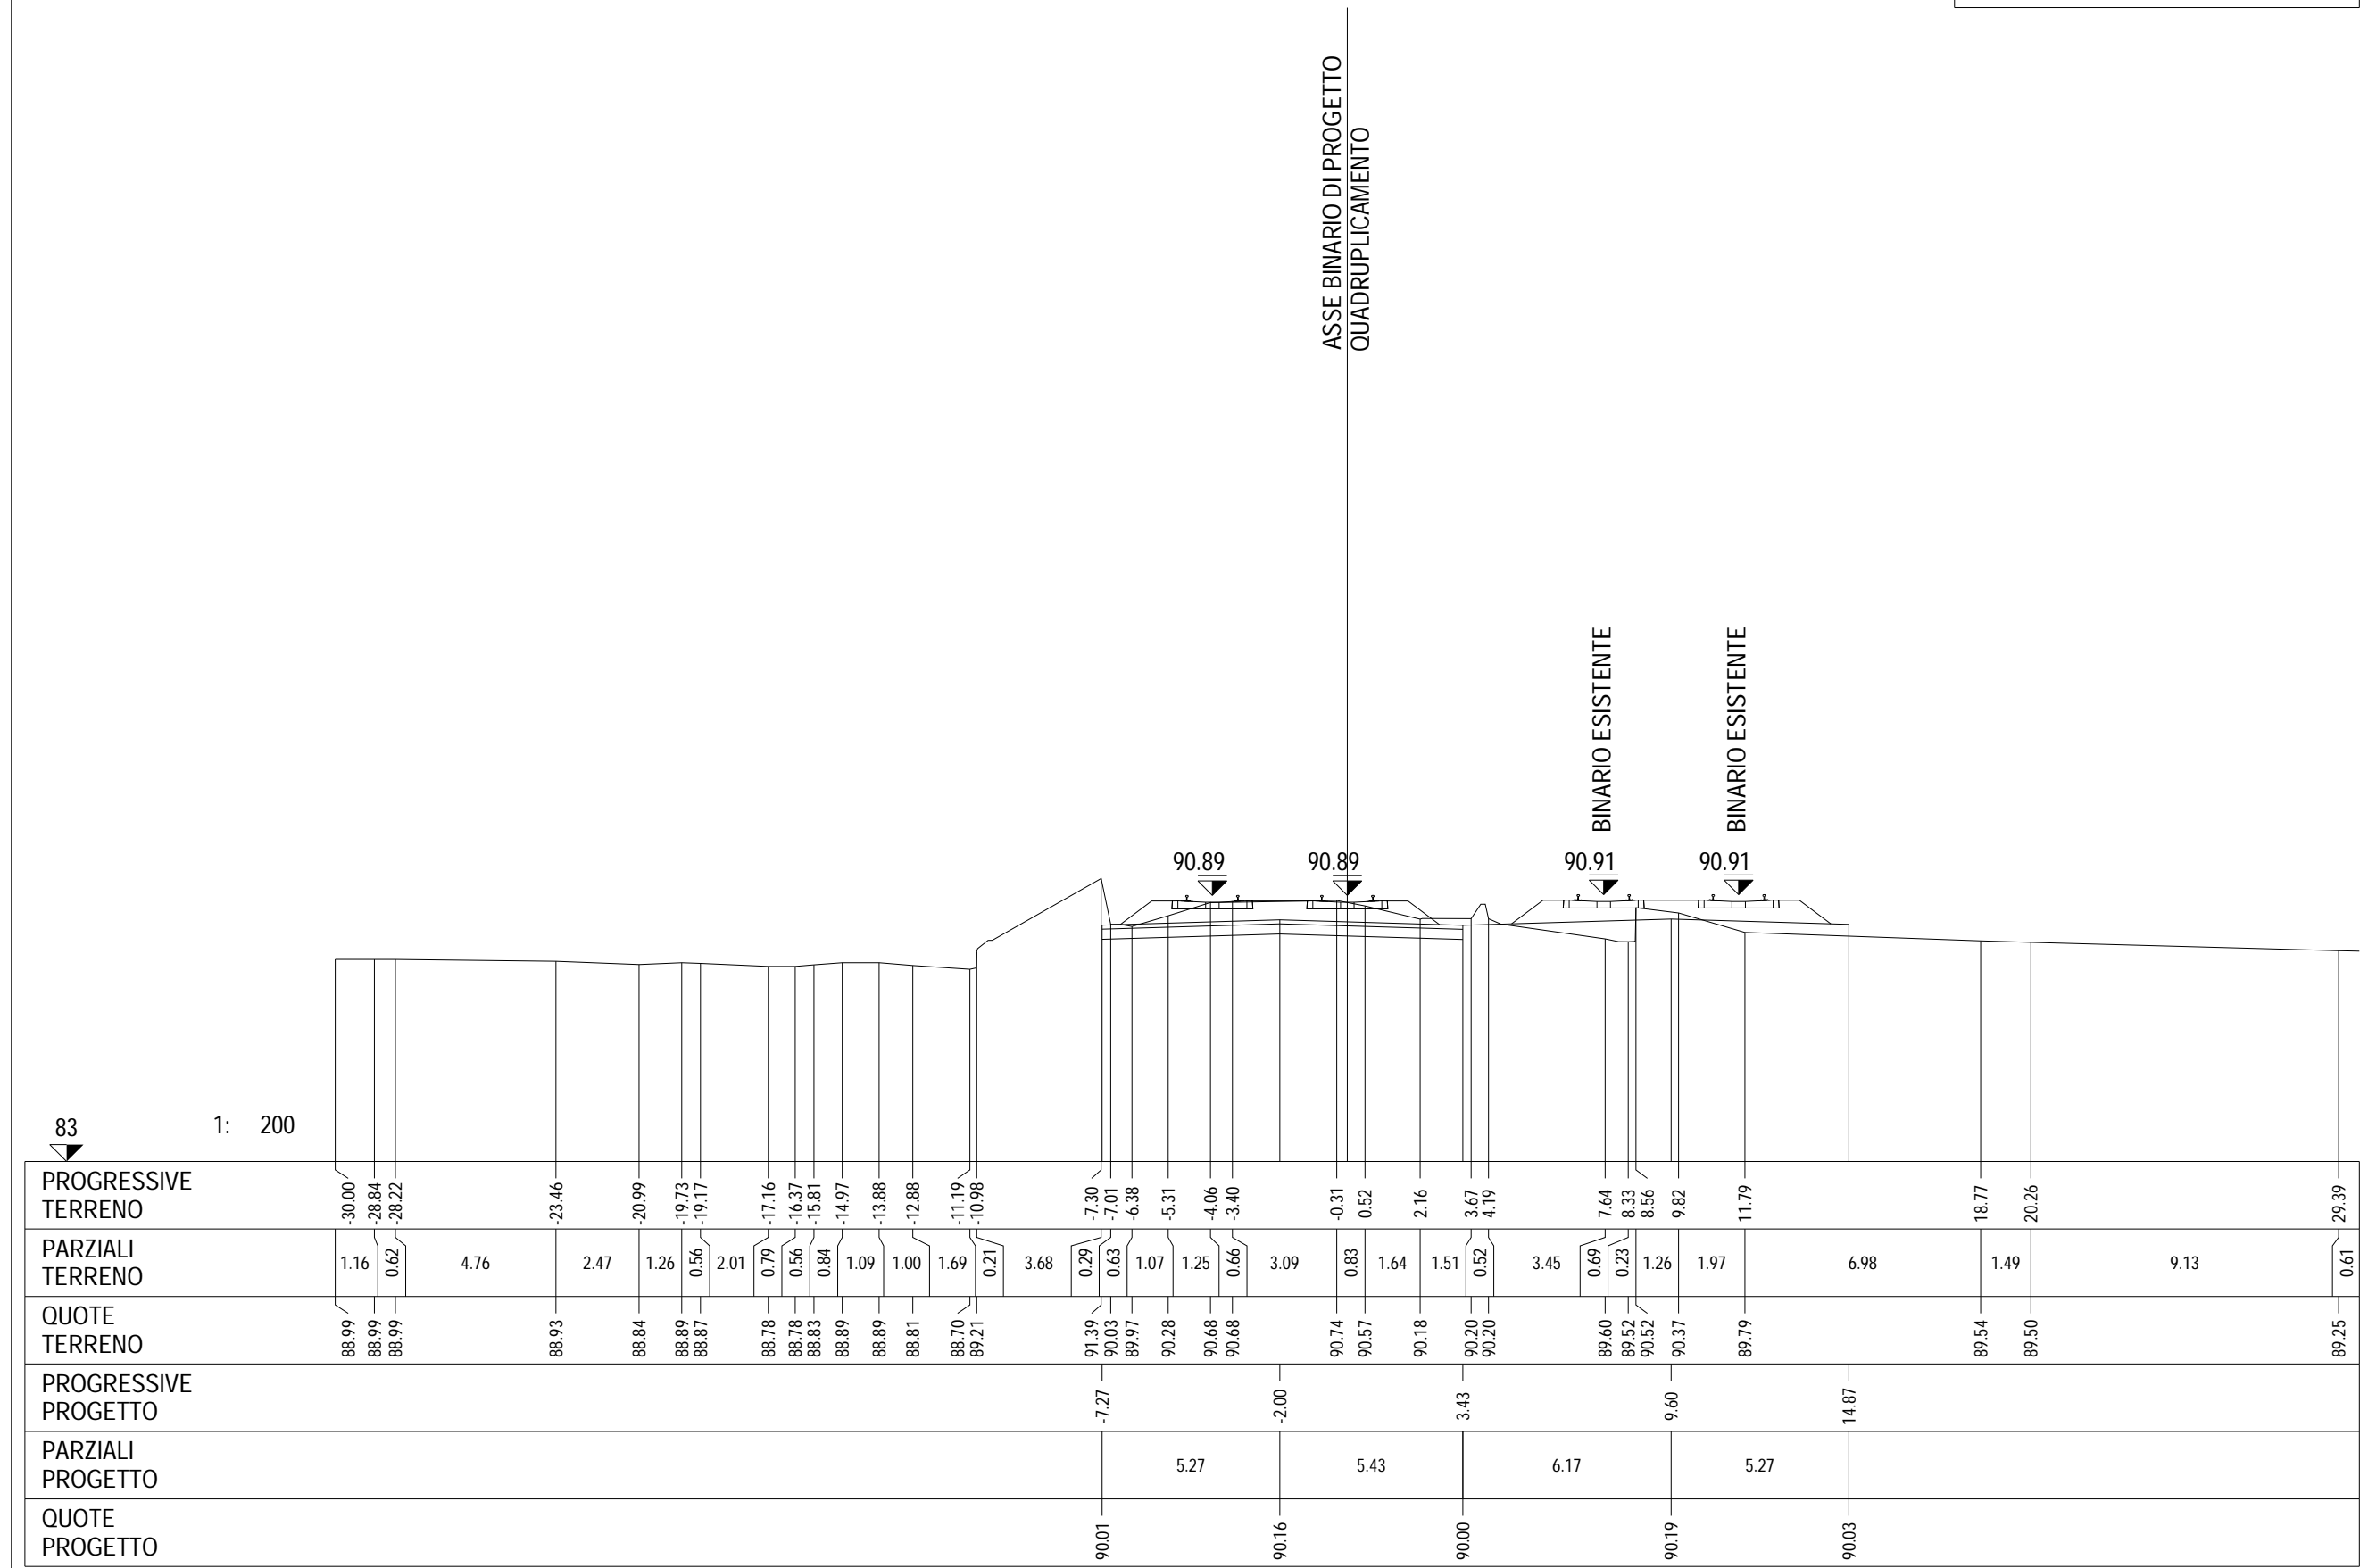 ASSE BINARIO DI PROGETTO
QUADRUPLICAMENTO
BINARIO ESISTENTE
BINARIO ESISTENTE
90.89
90.89
90.91
90.91
83
1: 200
PROGRESSIVE
TERRENO
-30.00 -28.84 -28.22 -23.46 -20.99 -19.73 -19.17 -17.16 -16.37 -15.81 -14.97 -13.88 -12.88 -11.19 -10.98 -7.30 -7.01 -6.38 -5.31 -4.06 -3.40 -0.31 0.52 2.16 3.67 4.19 7.64 8.33 8.56 9.82 11.79 18.77 20.26 29.39
PARZIALI
TERRENO
1.16 0.62 4.76 2.47 1.26 0.56 2.01 0.79 0.56 0.84 1.09 1.00 1.69 0.21 3.68 0.29 0.63 1.07 1.25 0.66 3.09 0.83 1.64 1.51 0.52 3.45 0.69 0.23 1.26 1.97 6.98 1.49 9.13 0.61
QUOTE
TERRENO
88.99 88.99 88.99 88.93 88.84 88.89 88.87 88.78 88.78 88.83 88.89 88.89 88.81 88.70 89.21 91.39 90.03 89.97 90.28 90.68 90.68 90.74 90.57 90.18 90.20 90.20 89.60 89.52 90.52 90.37 89.79 89.54 89.50 89.25
PROGRESSIVE
PROGETTO
-7.27 -2.00 3.43 9.60 14.87
PARZIALI
PROGETTO
5.27 5.43 6.17 5.27
QUOTE
PROGETTO
90.01 90.16 90.00 90.19 90.03